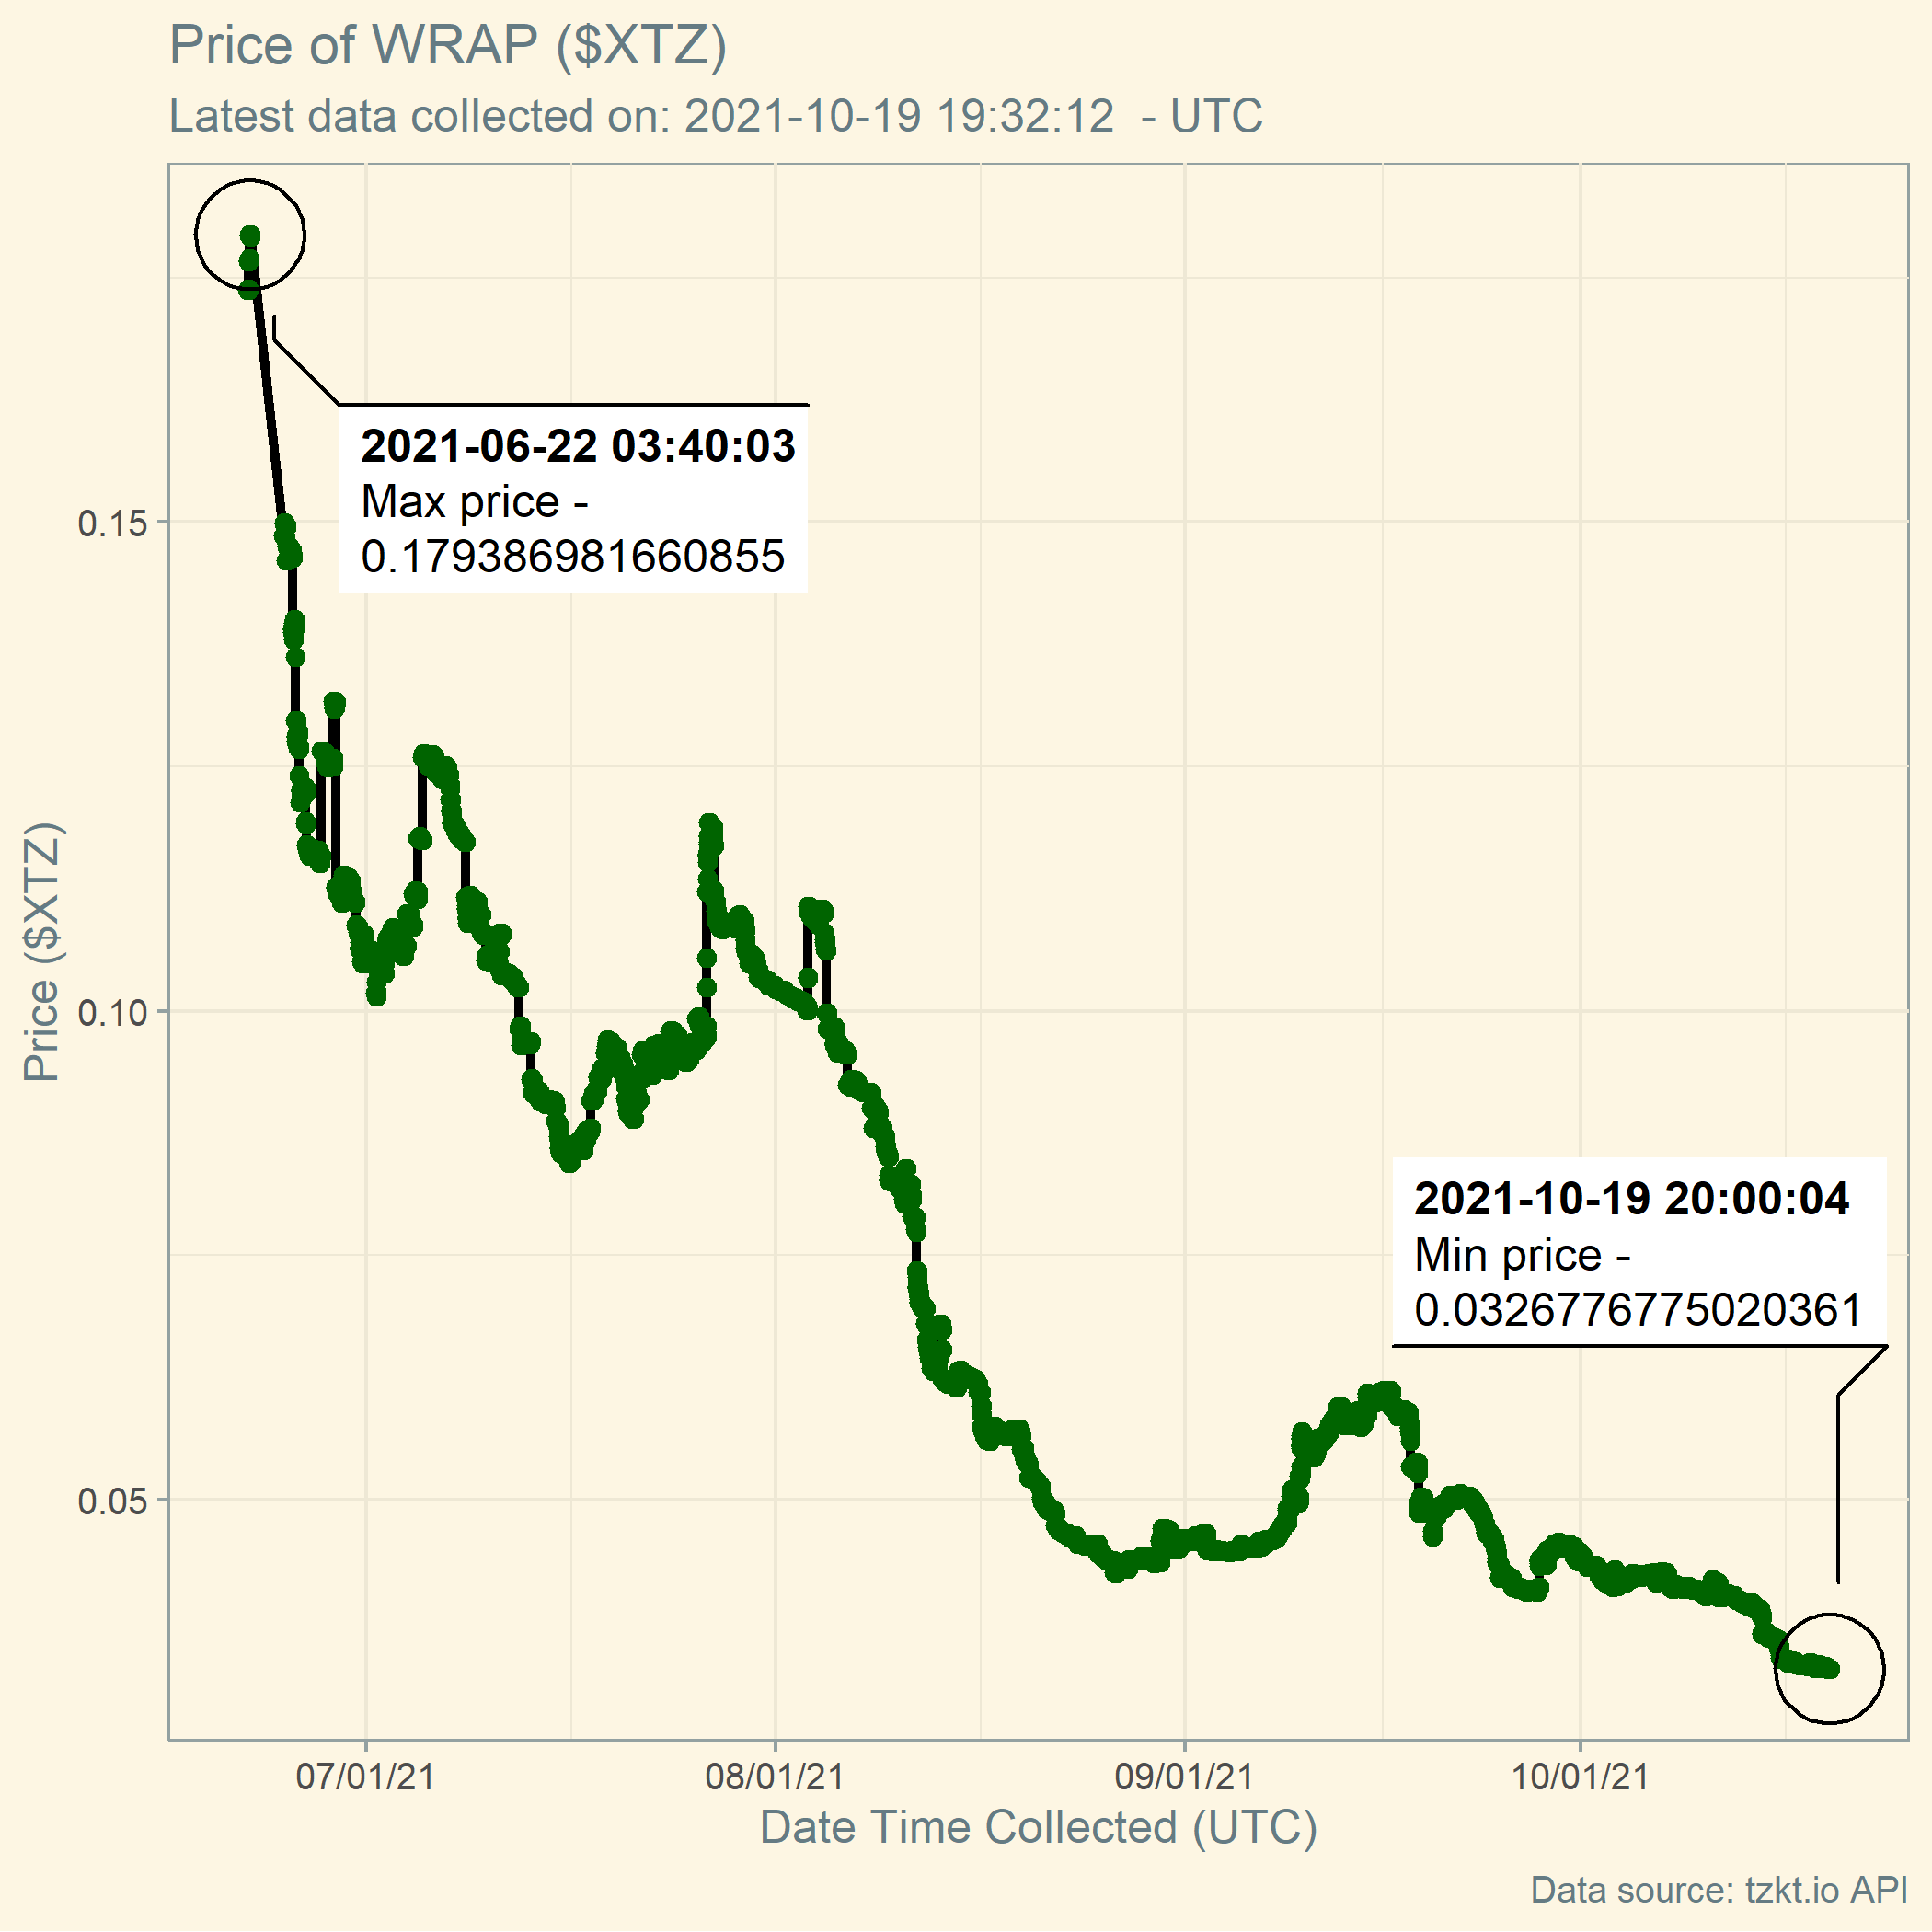 Price of WRAP ($XTZ)
Latest data collected on: 2021-10-19 19:32:12  - UTC
2021-06-22 03:40:03
Max price -
0.179386981660855
0.15
0.10
0.05
Price ($XTZ)
2021-10-19 20:00:04
Min price -
0.03267767750203​61
07/01/21
08/01/21
09/01/21
10/01/21
Date Time Collected (UTC)
Data source: tzkt.io API